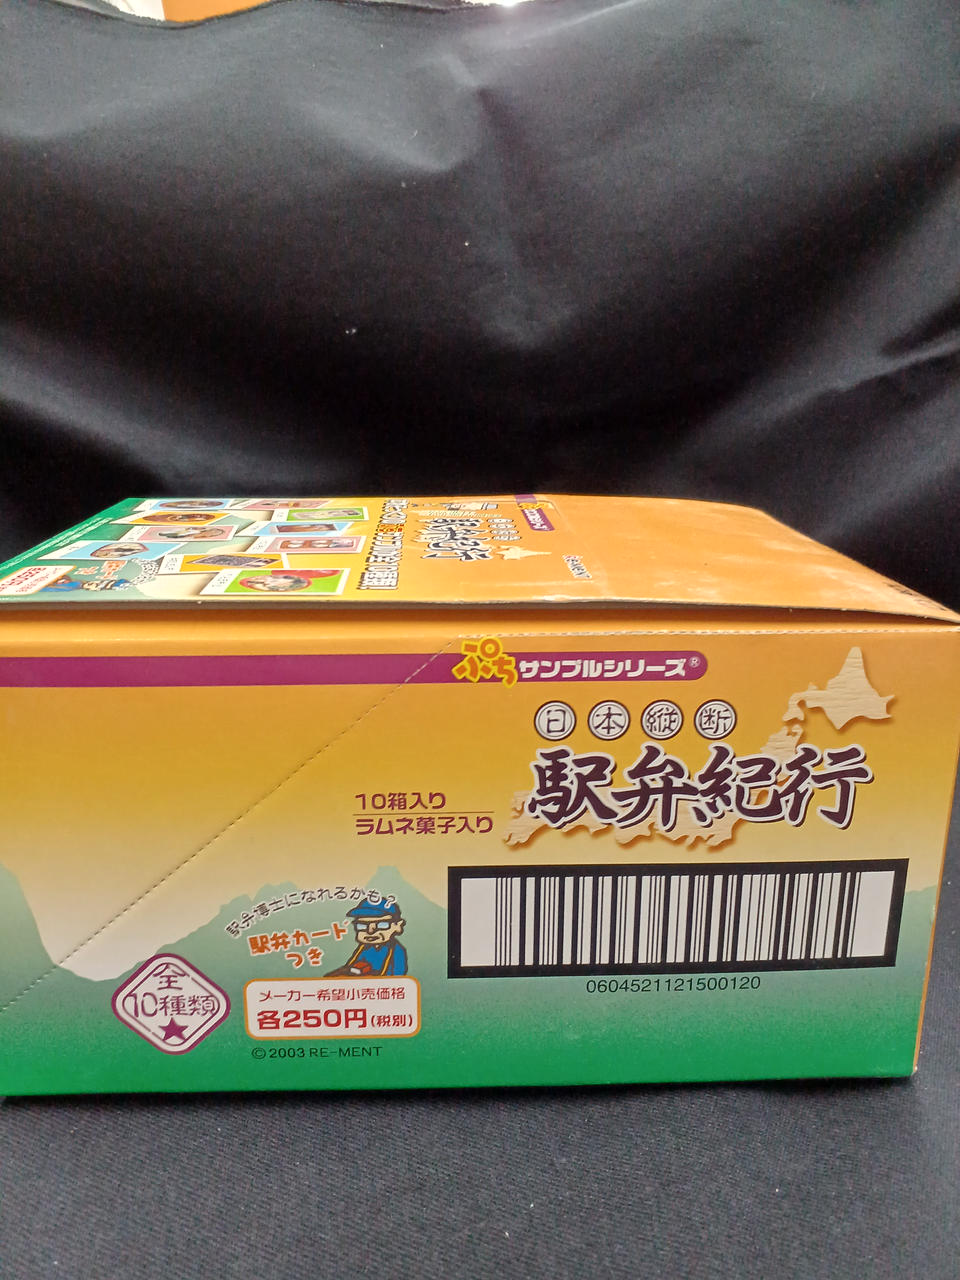 ぷちサンプルシリーズ®
日本縦断
駅弁紀行
10箱入り
ラムネ菓子入り
駅弁博士になれるかも?
駅弁カード
つき
全
10種類
★
メーカー希望小売価格
各250円(税別)
©2003 RE-MENT
0604521121500120